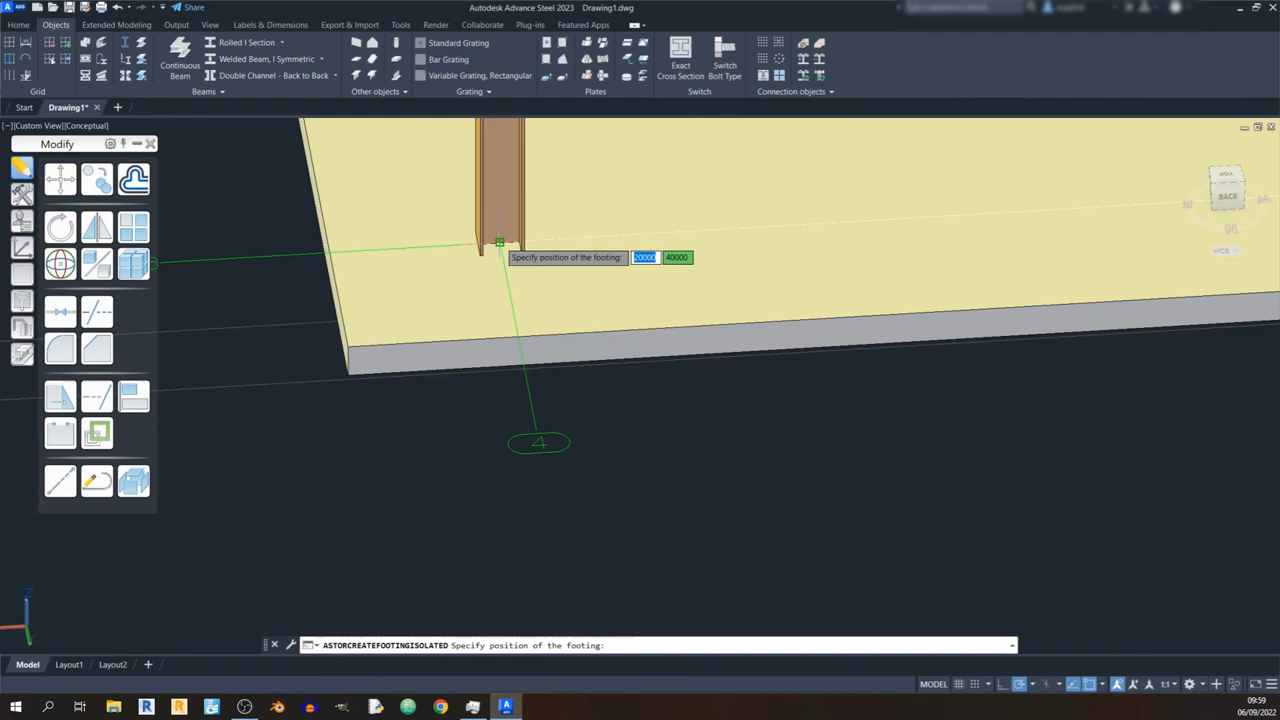 Share
Autodesk Advance Steel 2023 Drawing1.dwg
Home Objects Extended Modeling Output View Labels & Dimensions Export & Import Tools Render Collaborate Plug-ins Featured Apps
Continuous Beam
Rolled I Section
Welded Beam, I Symmetric
Double Channel - Back to Back
Standard Grating
Bar Grating
Variable Grating, Rectangular
Exact Cross Section
Switch Bolt Type
Grid Beams Other objects Grating Plates Switch Connection objects
Start Drawing1*
[−][Custom View][Conceptual]
Modify
TOP
BACK
WCS
Specify position of the footing: 20000 40000
4
Z
ASTORCREATEFOOTINGISOLATED Specify position of the footing:
Model Layout1 Layout2
MODEL 1:1
09:59
06/09/2022